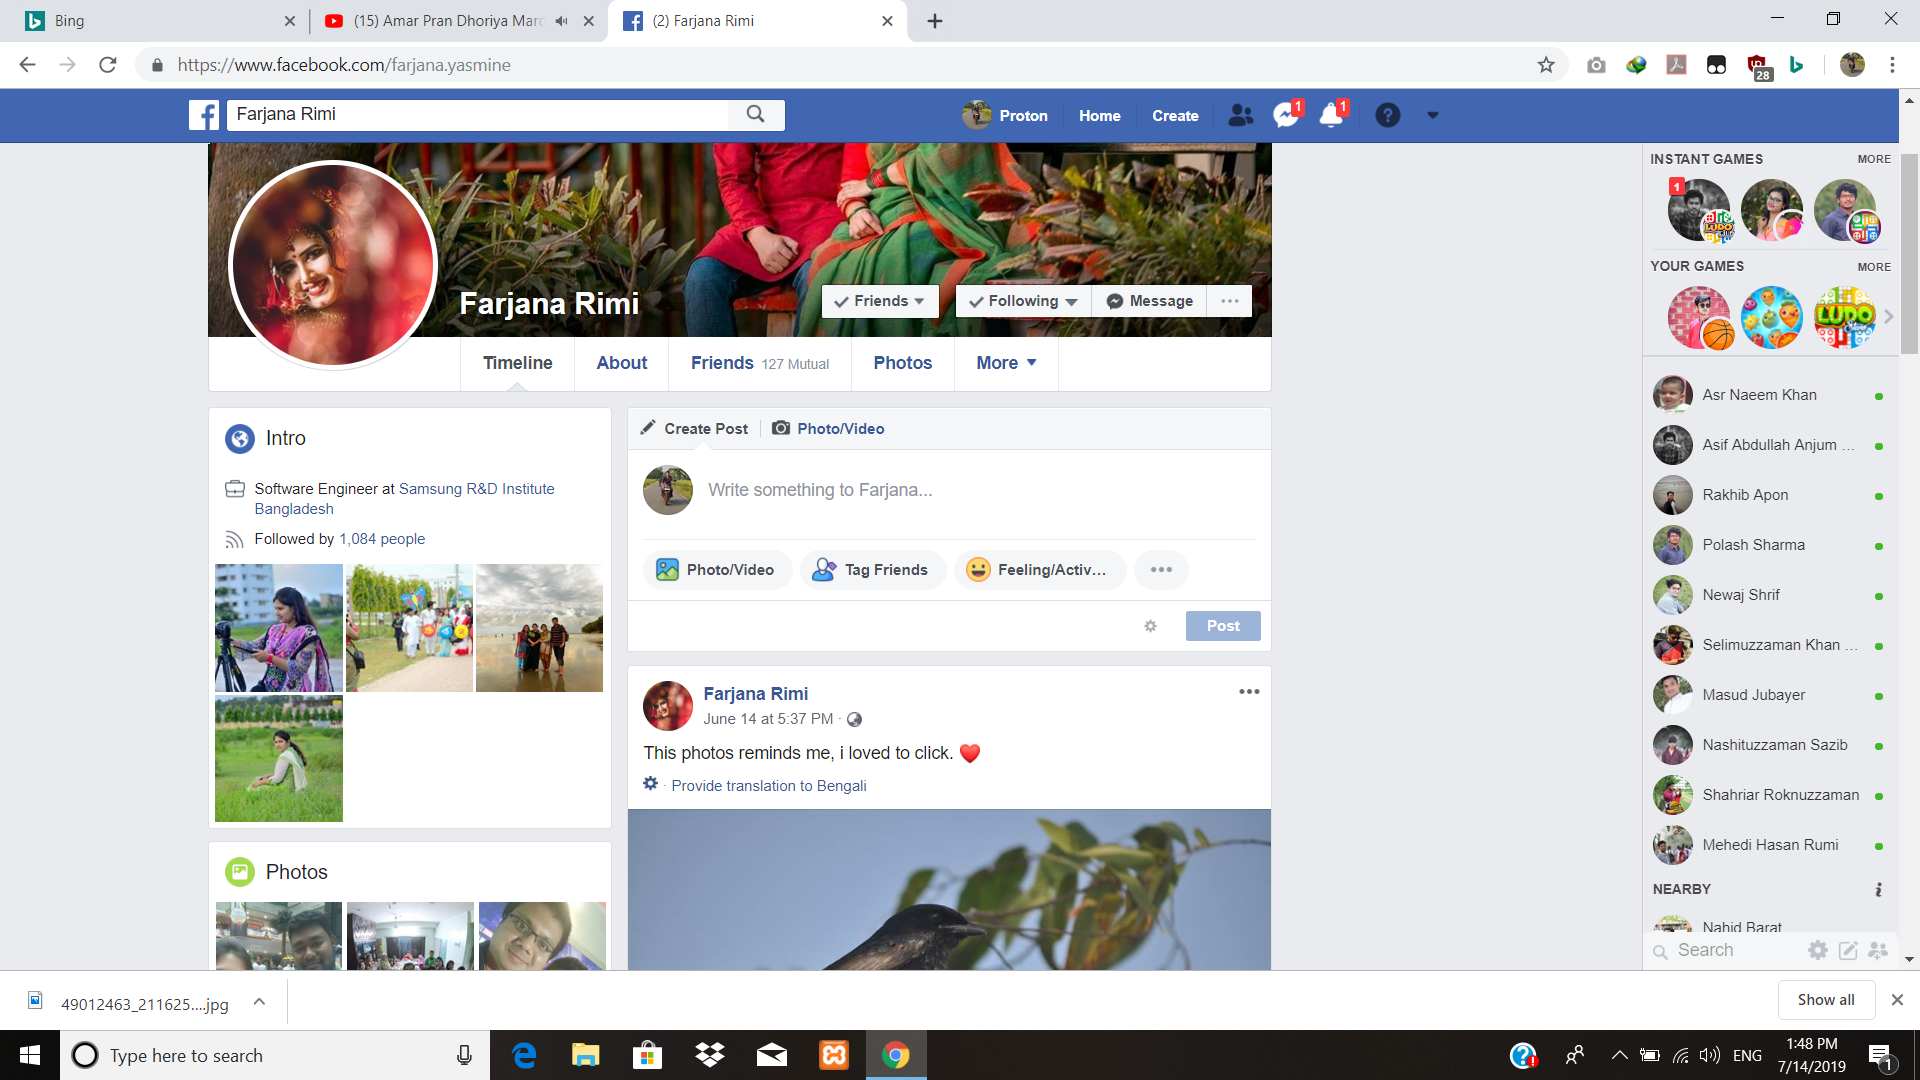 Bing
(15) Amar Pran Dhoriya Marc
(2) Farjana Rimi
https://www.facebook.com/farjana.yasmine
28
Farjana Rimi
Proton
Home
Create
1
1
Farjana Rimi
Friends
Following
Message
Timeline
About
Friends 127 Mutual
Photos
More
Intro
Software Engineer at Samsung R&D Institute
Bangladesh
Followed by 1,084 people
Photos
Create Post
Photo/Video
Write something to Farjana...
Photo/Video
Tag Friends
Feeling/Activ...
Post
Farjana Rimi
June 14 at 5:37 PM ·
This photos reminds me, i loved to click. ❤
· Provide translation to Bengali
INSTANT GAMES
MORE
1
LUDO
YOUR GAMES
MORE
LUDO
Asr Naeem Khan
Asif Abdullah Anjum ...
Rakhib Apon
Polash Sharma
Newaj Shrif
Selimuzzaman Khan ...
Masud Jubayer
Nashituzzaman Sazib
Shahriar Roknuzzaman
Mehedi Hasan Rumi
NEARBY
Nahid Barat
Search
49012463_211625....jpg
Show all
Type here to search
ENG
1:48 PM
7/14/2019
1